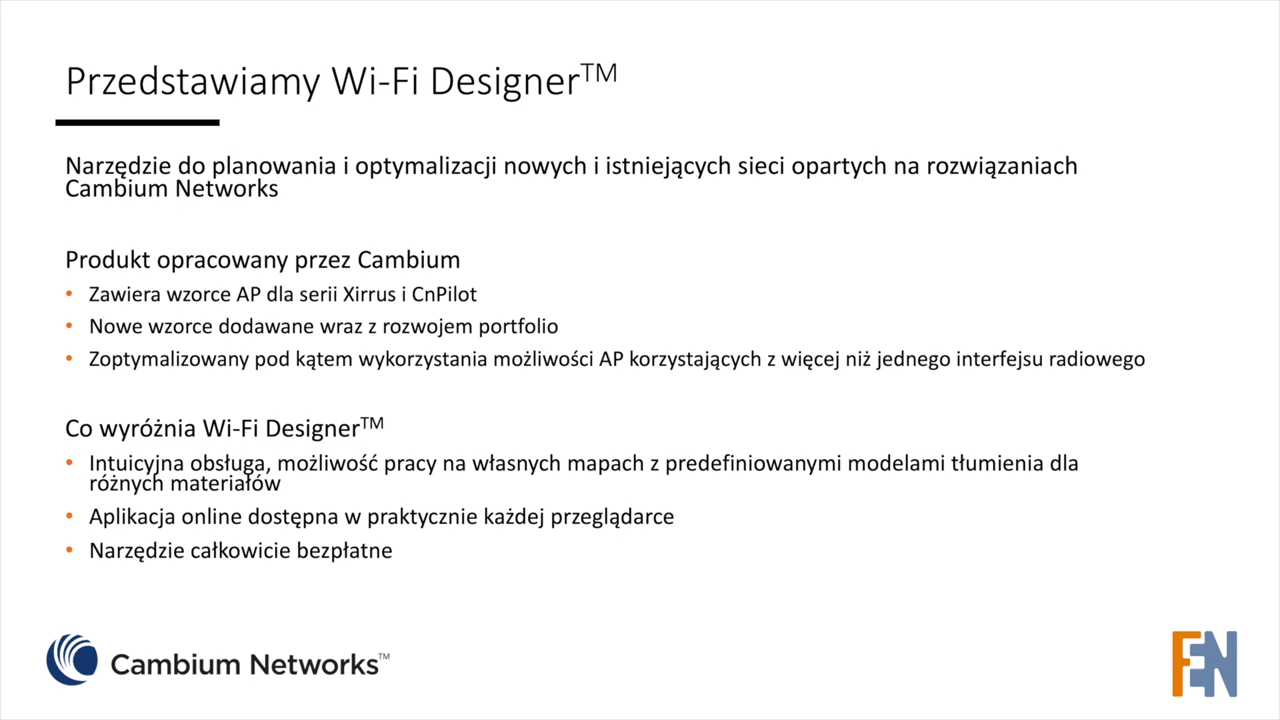 Przedstawiamy Wi-Fi Designer™
Narzędzie do planowania i optymalizacji nowych i istniejących sieci opartych na rozwiązaniach
Cambium Networks
Produkt opracowany przez Cambium
• Zawiera wzorce AP dla serii Xirrus i CnPilot
• Nowe wzorce dodawane wraz z rozwojem portfolio
• Zoptymalizowany pod kątem wykorzystania możliwości AP korzystających z więcej niż jednego interfejsu radiowego
Co wyróżnia Wi-Fi Designer™
• Intuicyjna obsługa, możliwość pracy na własnych mapach z predefiniowanymi modelami tłumienia dla
różnych materiałów
• Aplikacja online dostępna w praktycznie każdej przeglądarce
• Narzędzie całkowicie bezpłatne
Cambium Networks™
FEN